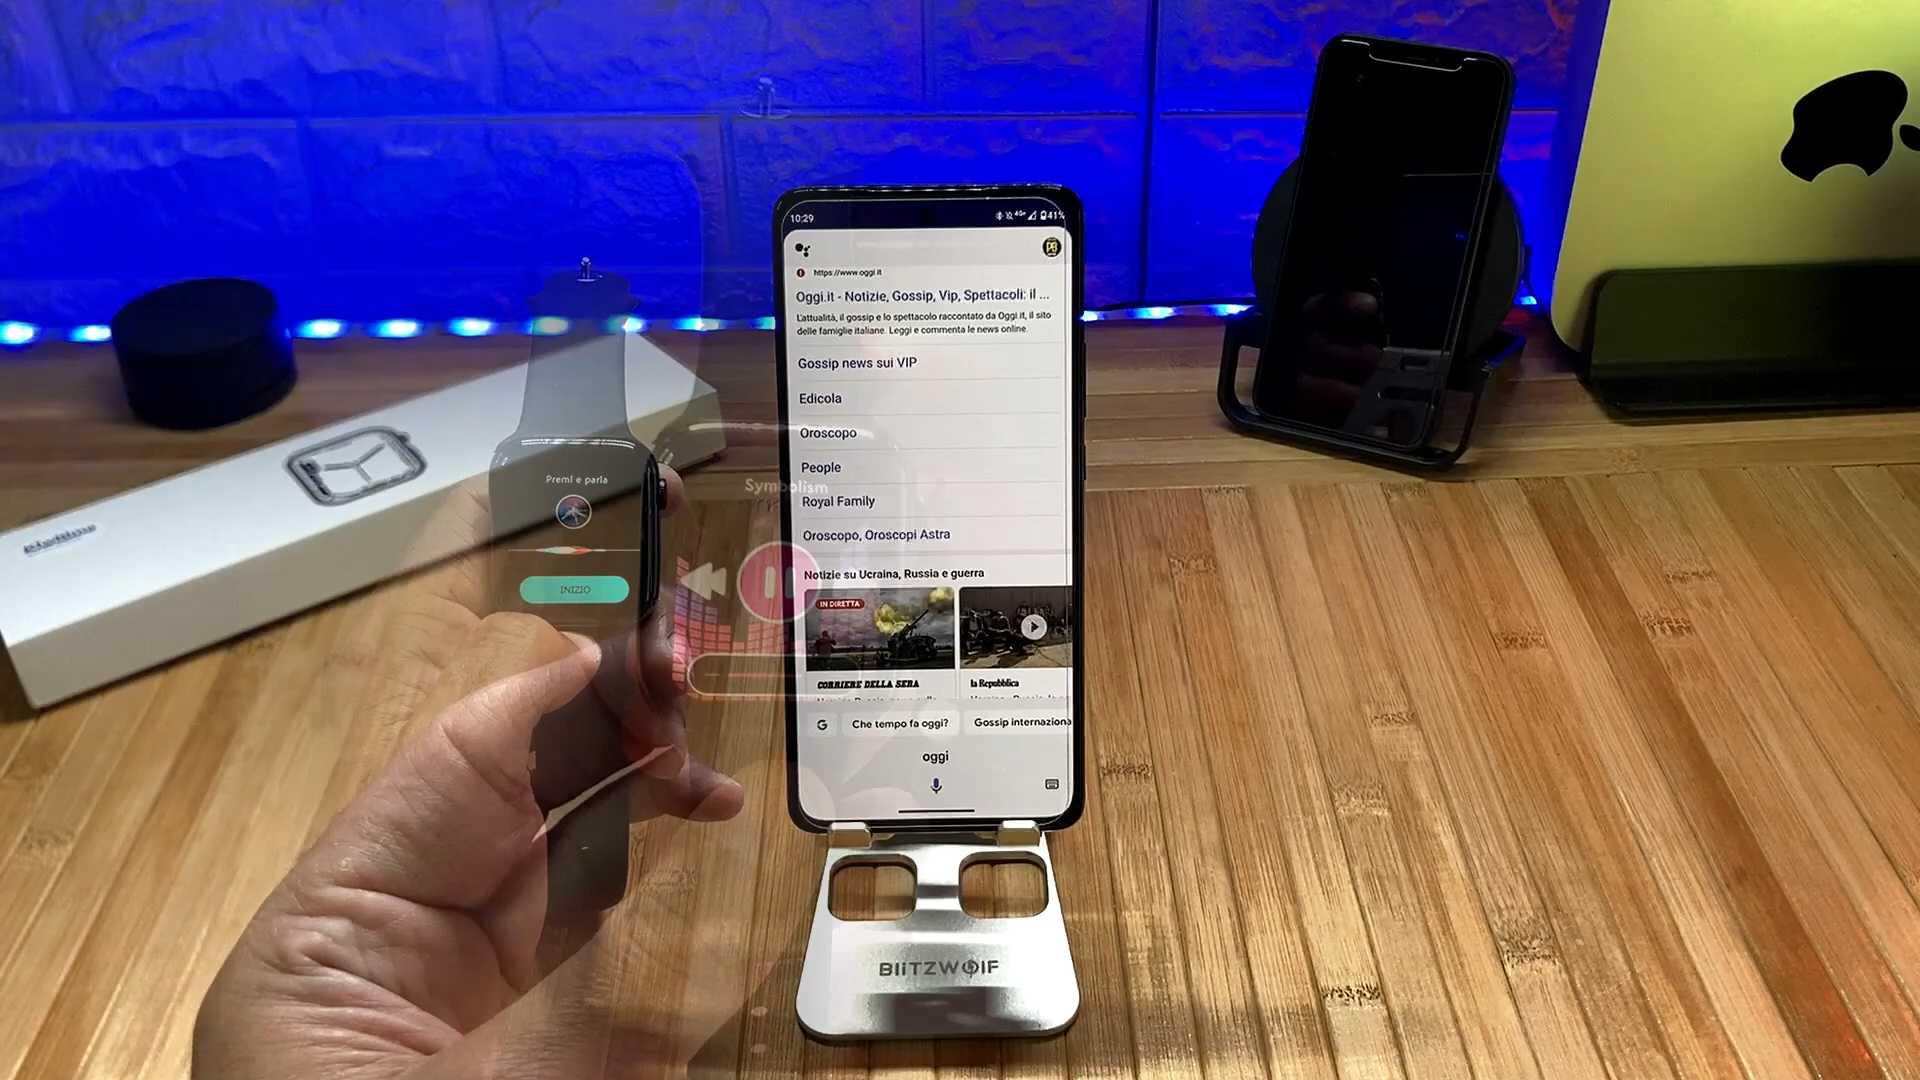 10:29
4G+
41%
https://www.oggi.it
Oggi.it - Notizie, Gossip, Vip, Spettacoli: il ...
L'attualità, il gossip e lo spettacolo raccontato da Oggi.it, il sito
delle famiglie italiane. Leggi e commenta le news online.
Gossip news sui VIP
Edicola
Oroscopo
People
Royal Family
Oroscopo, Oroscopi Astra
Notizie su Ucraina, Russia e guerra
IN DIRETTA
CORRIERE DELLA SERA
la Repubblica
G
Che tempo fa oggi?
Gossip internaziona
oggi
BLITZWOLF
Premi e parla
INIZIO
Symbolism